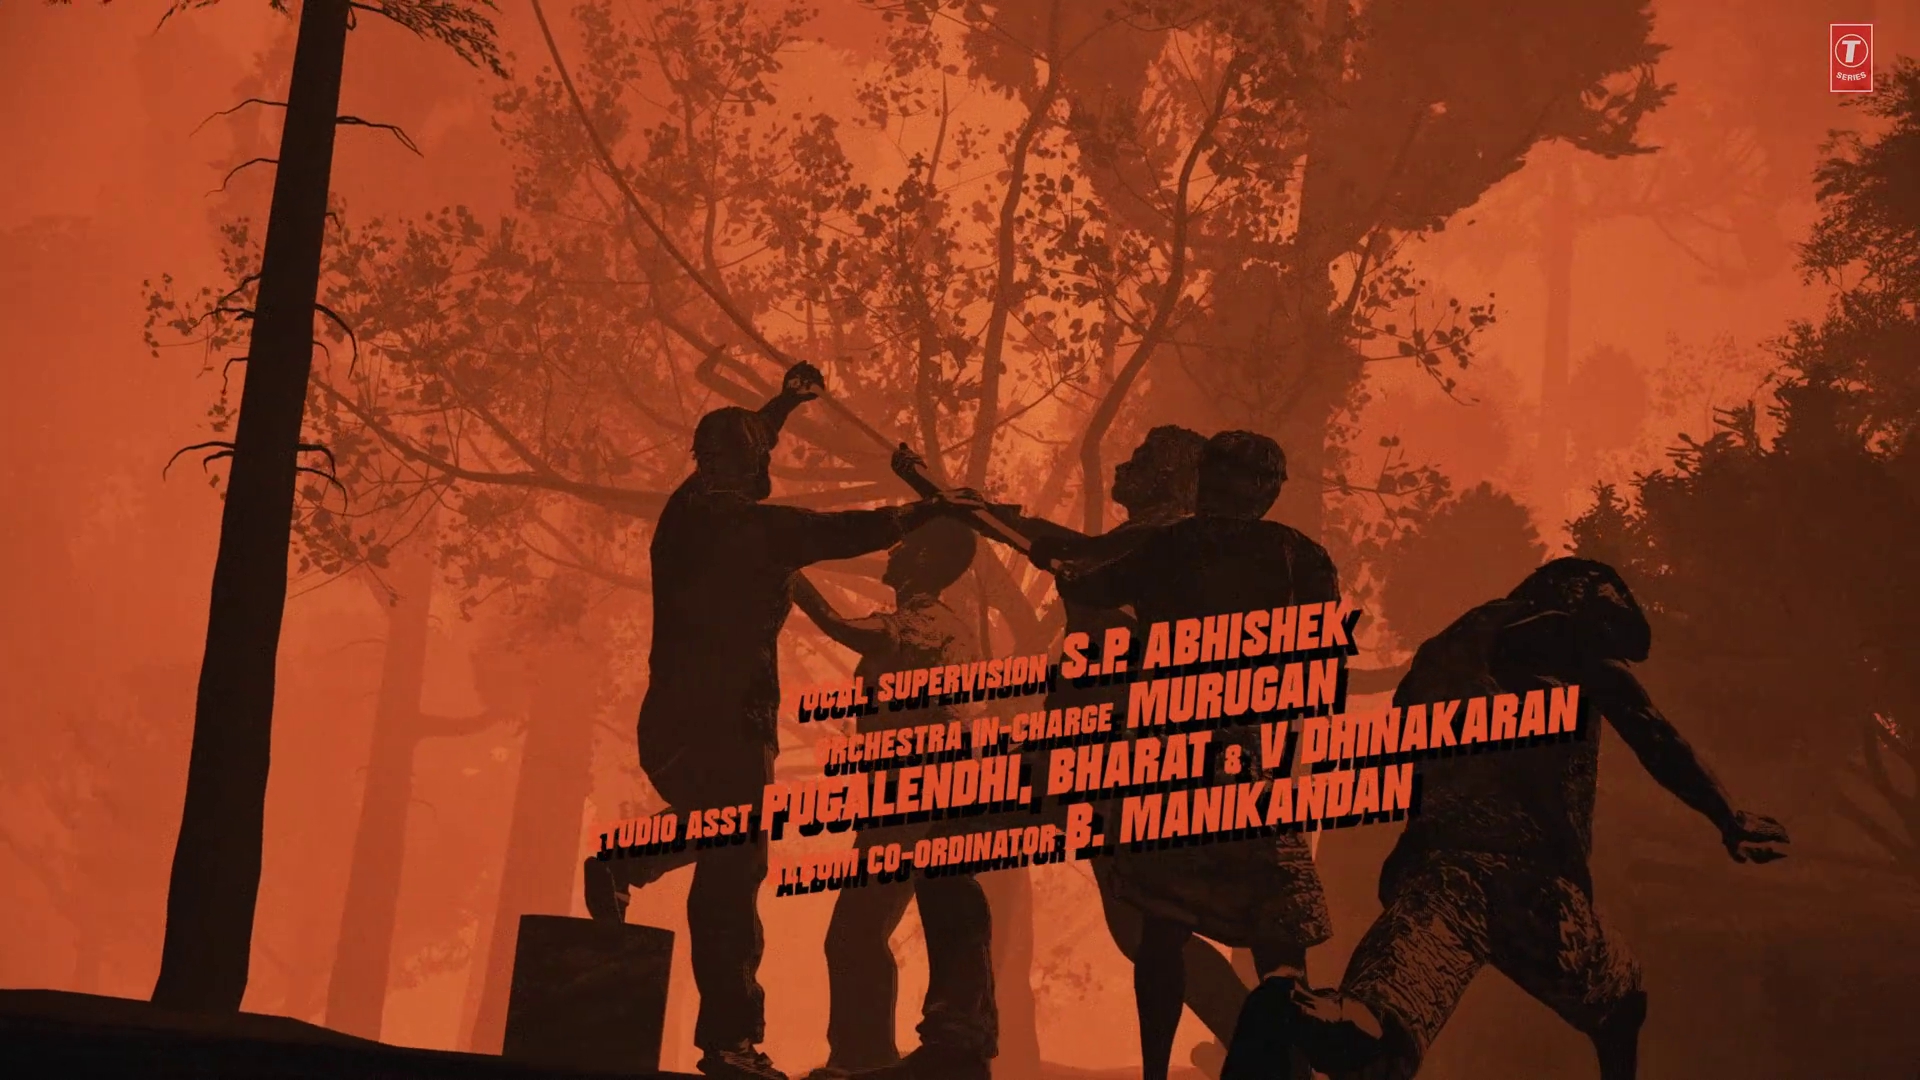 T
SERIES
VOCAL SUPERVISION S.P. ABHISHEK
ORCHESTRA IN-CHARGE MURUGAN
STUDIO ASST PUGALENDHI, BHARAT & V DHINAKARAN
ALBUM CO-ORDINATOR B. MANIKANDAN